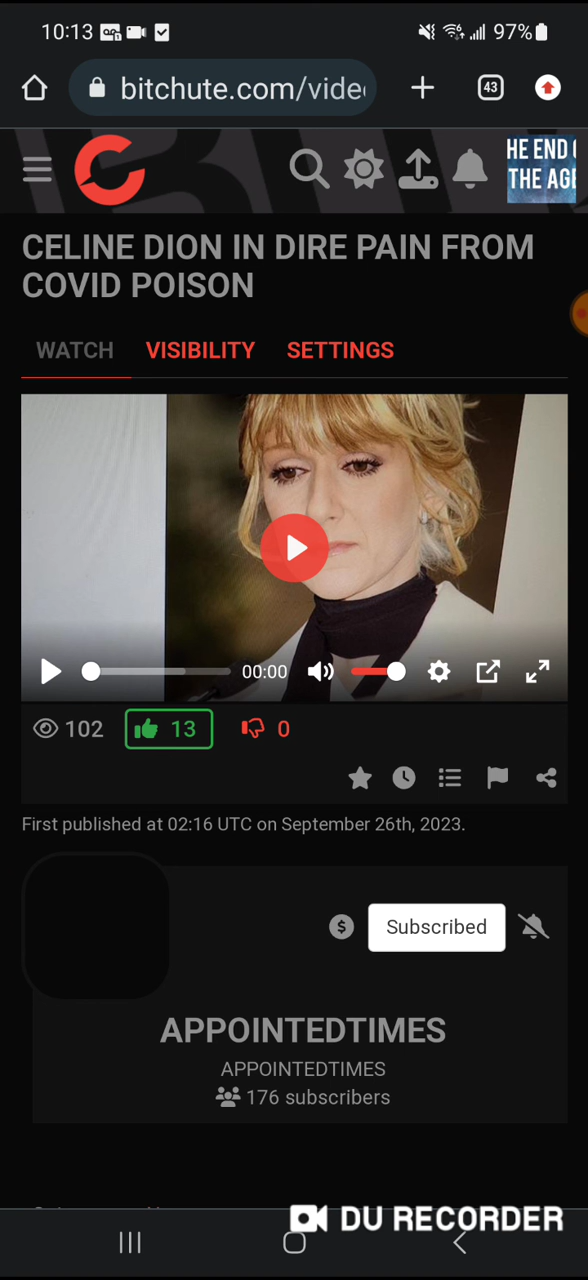 10:13
97%
bitchute.com/vide
43
HE END
THE AGE
CELINE DION IN DIRE PAIN FROM
COVID POISON
WATCH
VISIBILITY
SETTINGS
00:00
102
13
0
First published at 02:16 UTC on September 26th, 2023.
Subscribed
APPOINTEDTIMES
APPOINTEDTIMES
176 subscribers
DU RECORDER